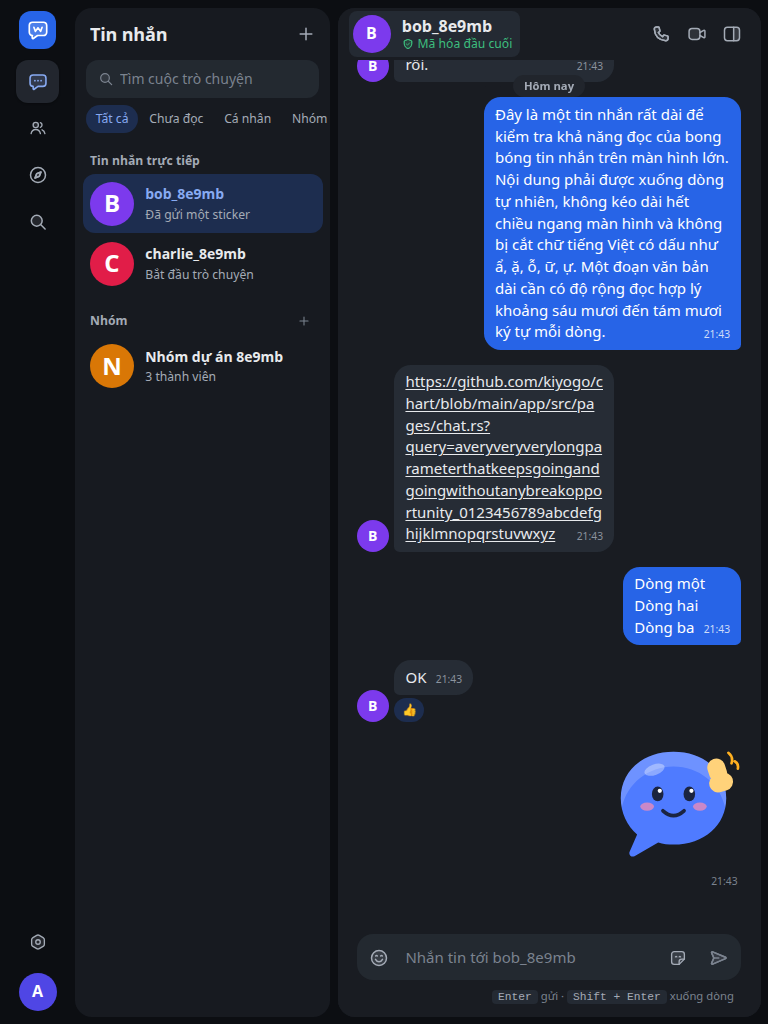 Tin nhắn
Tìm cuộc trò chuyện
Tất cả
Chưa đọc
Cá nhân
Nhóm
Tin nhắn trực tiếp
B
bob_8e9mb
Đã gửi một sticker
C
charlie_8e9mb
Bắt đầu trò chuyện
Nhóm
N
Nhóm dự án 8e9mb
3 thành viên
A
B
bob_8e9mb
Mã hóa đầu cuối
B
rồi.
21:43
Hôm nay
Đây là một tin nhắn rất dài để
kiểm tra khả năng đọc của bong
bóng tin nhắn trên màn hình lớn.
Nội dung phải được xuống dòng
tự nhiên, không kéo dài hết
chiều ngang màn hình và không
bị cắt chữ tiếng Việt có dấu như
ẩ, ặ, ỗ, ữ, ự. Một đoạn văn bản
dài cần có độ rộng đọc hợp lý
khoảng sáu mươi đến tám mươi
ký tự mỗi dòng.
21:43
https://github.com/kiyogo/c
hart/blob/main/app/src/pa
ges/chat.rs?
query=averyveryverylongpa
rameterthatkeepsgoingand
goingwithoutanybreakoppo
rtunity_0123456789abcdefg
hijklmnopqrstuvwxyz
21:43
B
Dòng một
Dòng hai
Dòng ba
21:43
OK
21:43
B
👍
21:43
Nhắn tin tới bob_8e9mb
Enter gửi · Shift + Enter xuống dòng